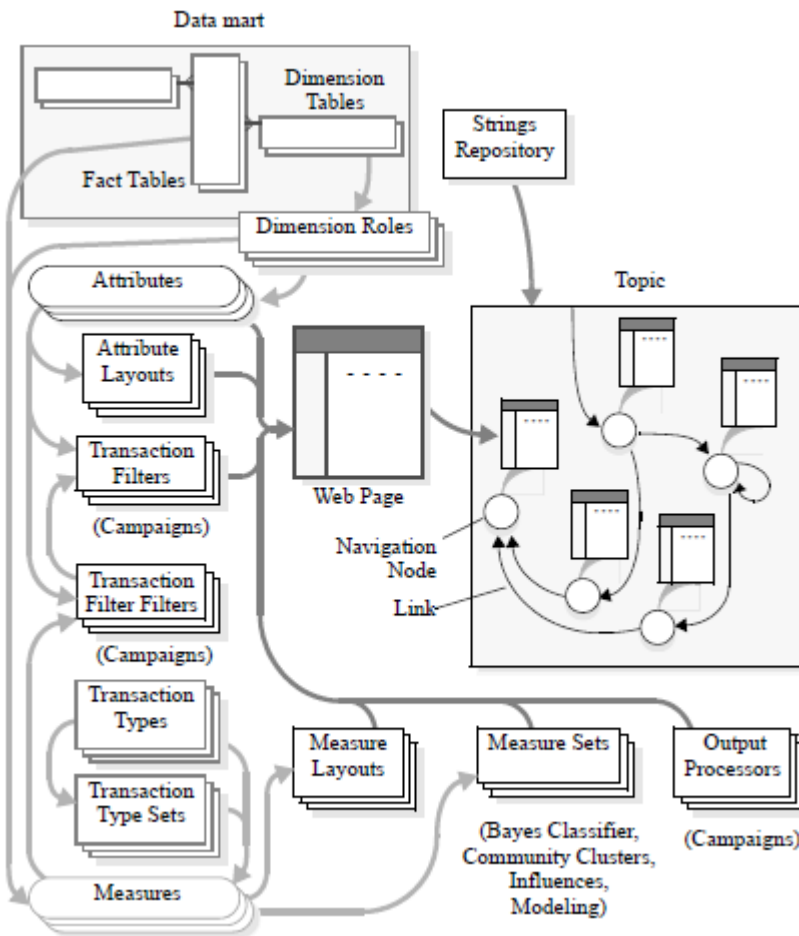 Data mart
Dimension
Tables
Fact Tables
Strings
Repository
Dimension Roles
Attributes
Topic
Attribute
Layouts
Transaction
Filters
(Campaigns)
Web Page
Navigation
Node
Link
Transaction
Filter Filters
(Campaigns)
Transaction
Types
Transaction
Type Sets
Measures
Measure
Layouts
Measure Sets
(Bayes Classifier,
Community Clusters,
Influences,
Modeling)
Output
Processors
(Campaigns)